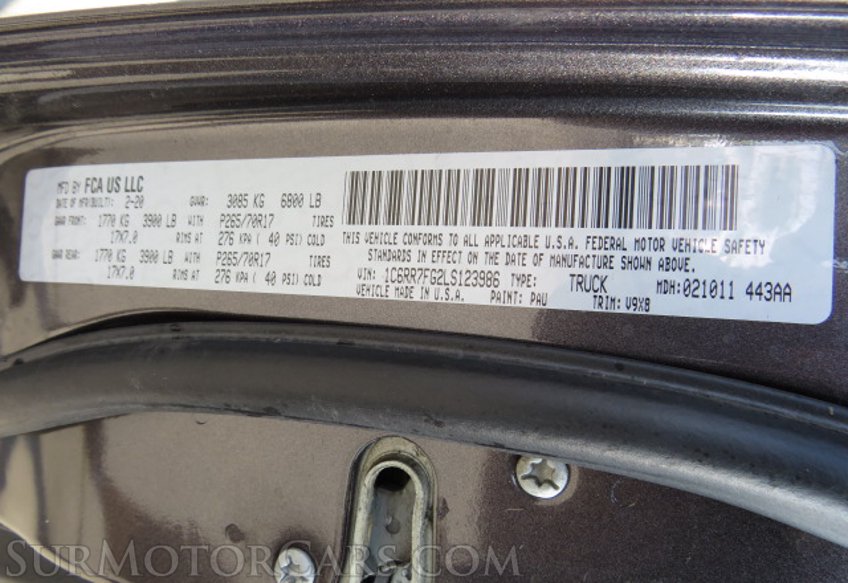 MFD BY FCA US LLC
DATE OF MFR(BUILT): 2-20 GVWR: 3085 KG 6800 LB
GAWR FRONT: 1770 KG 3900 LB WITH P265/70R17 TIRES
17X7.0 RIMS AT 276 KPA ( 40 PSI) COLD
GAWR REAR: 1770 KG 3900 LB WITH P265/70R17 TIRES
17X7.0 RIMS AT 276 KPA ( 40 PSI) COLD
THIS VEHICLE CONFORMS TO ALL APPLICABLE U.S.A. FEDERAL MOTOR VEHICLE SAFETY
STANDARDS IN EFFECT ON THE DATE OF MANUFACTURE SHOWN ABOVE.
VIN: 1C6RR7FG2LS123986 TYPE: TRUCK MDH:021011 443AA
VEHICLE MADE IN U.S.A. PAINT: PAU TRIM: V9X8
SURMOTORCARS.COM